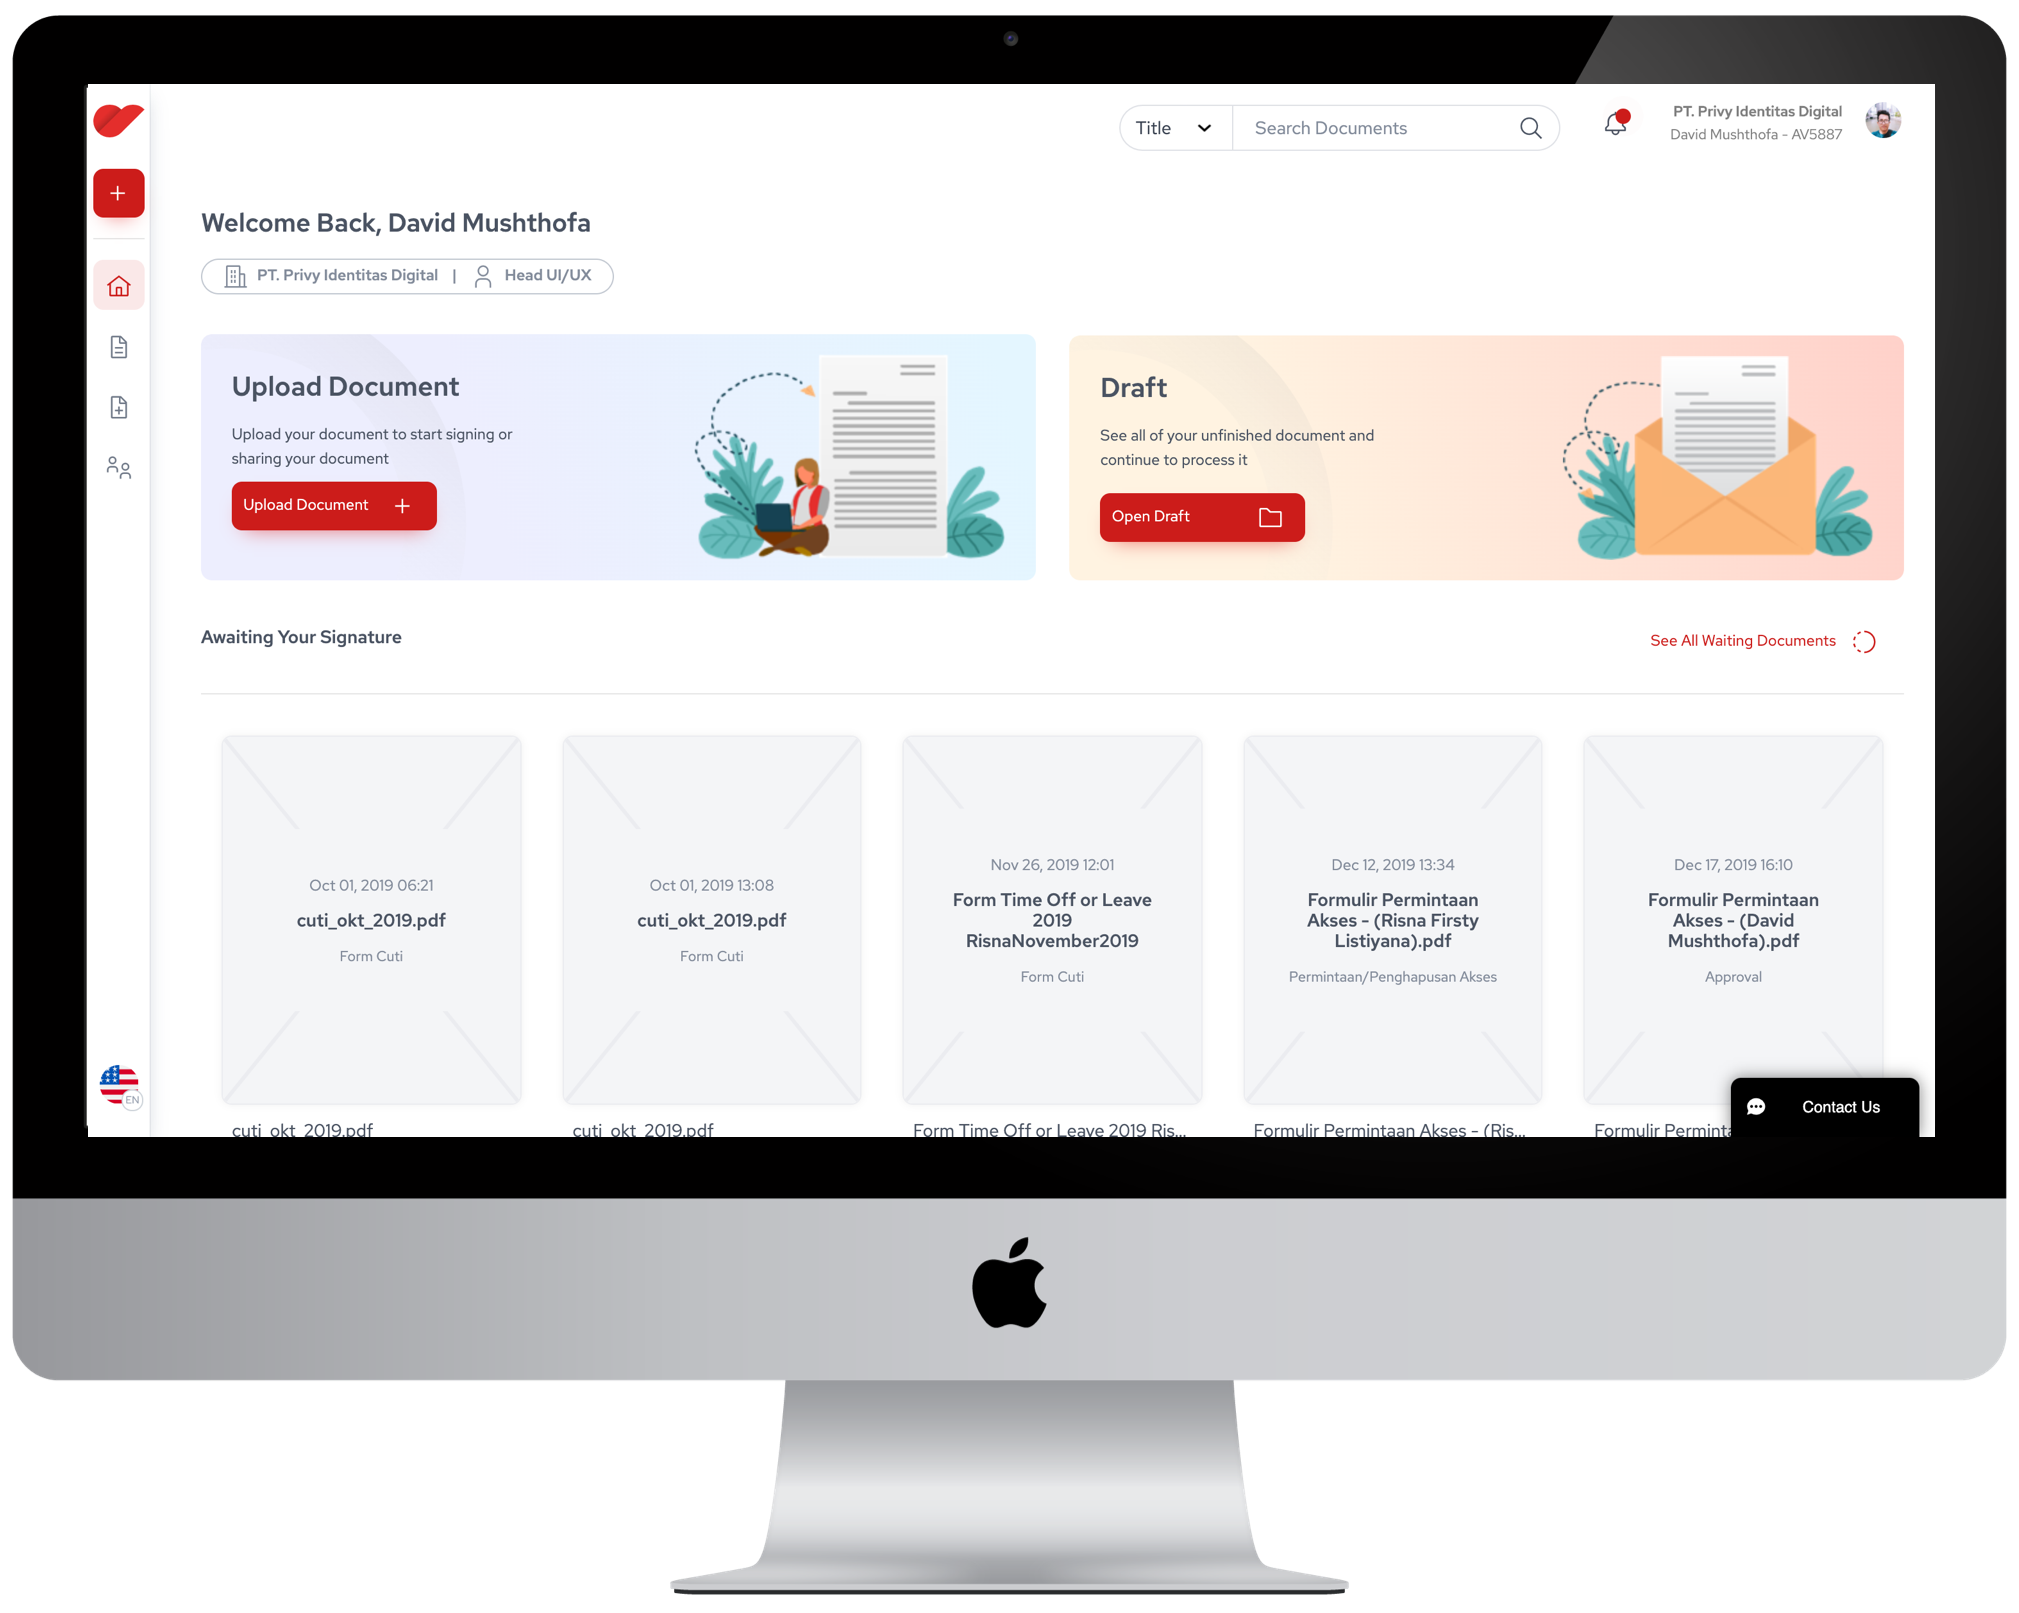 Title
Search Documents
PT. Privy Identitas Digital
David Mushthofa - AV5887
Welcome Back, David Mushthofa
PT. Privy Identitas Digital | Head UI/UX
Upload Document
Upload your document to start signing or
sharing your document
Upload Document
Draft
See all of your unfinished document and
continue to process it
Open Draft
Awaiting Your Signature
See All Waiting Documents
Oct 01, 2019 06:21
cuti_okt_2019.pdf
Form Cuti
Oct 01, 2019 13:08
cuti_okt_2019.pdf
Form Cuti
Nov 26, 2019 12:01
Form Time Off or Leave
2019
RisnaNovember2019
Form Cuti
Dec 12, 2019 13:34
Formulir Permintaan
Akses - (Risna Firsty
Listiyana).pdf
Permintaan/Penghapusan Akses
Dec 17, 2019 16:10
Formulir Permintaan
Akses - (David
Mushthofa).pdf
Approval
EN
cuti_okt_2019.pdf
cuti_okt_2019.pdf
Form Time Off or Leave 2019 Ris...
Formulir Permintaan Akses - (Ris...
Formulir Perminta
Contact Us